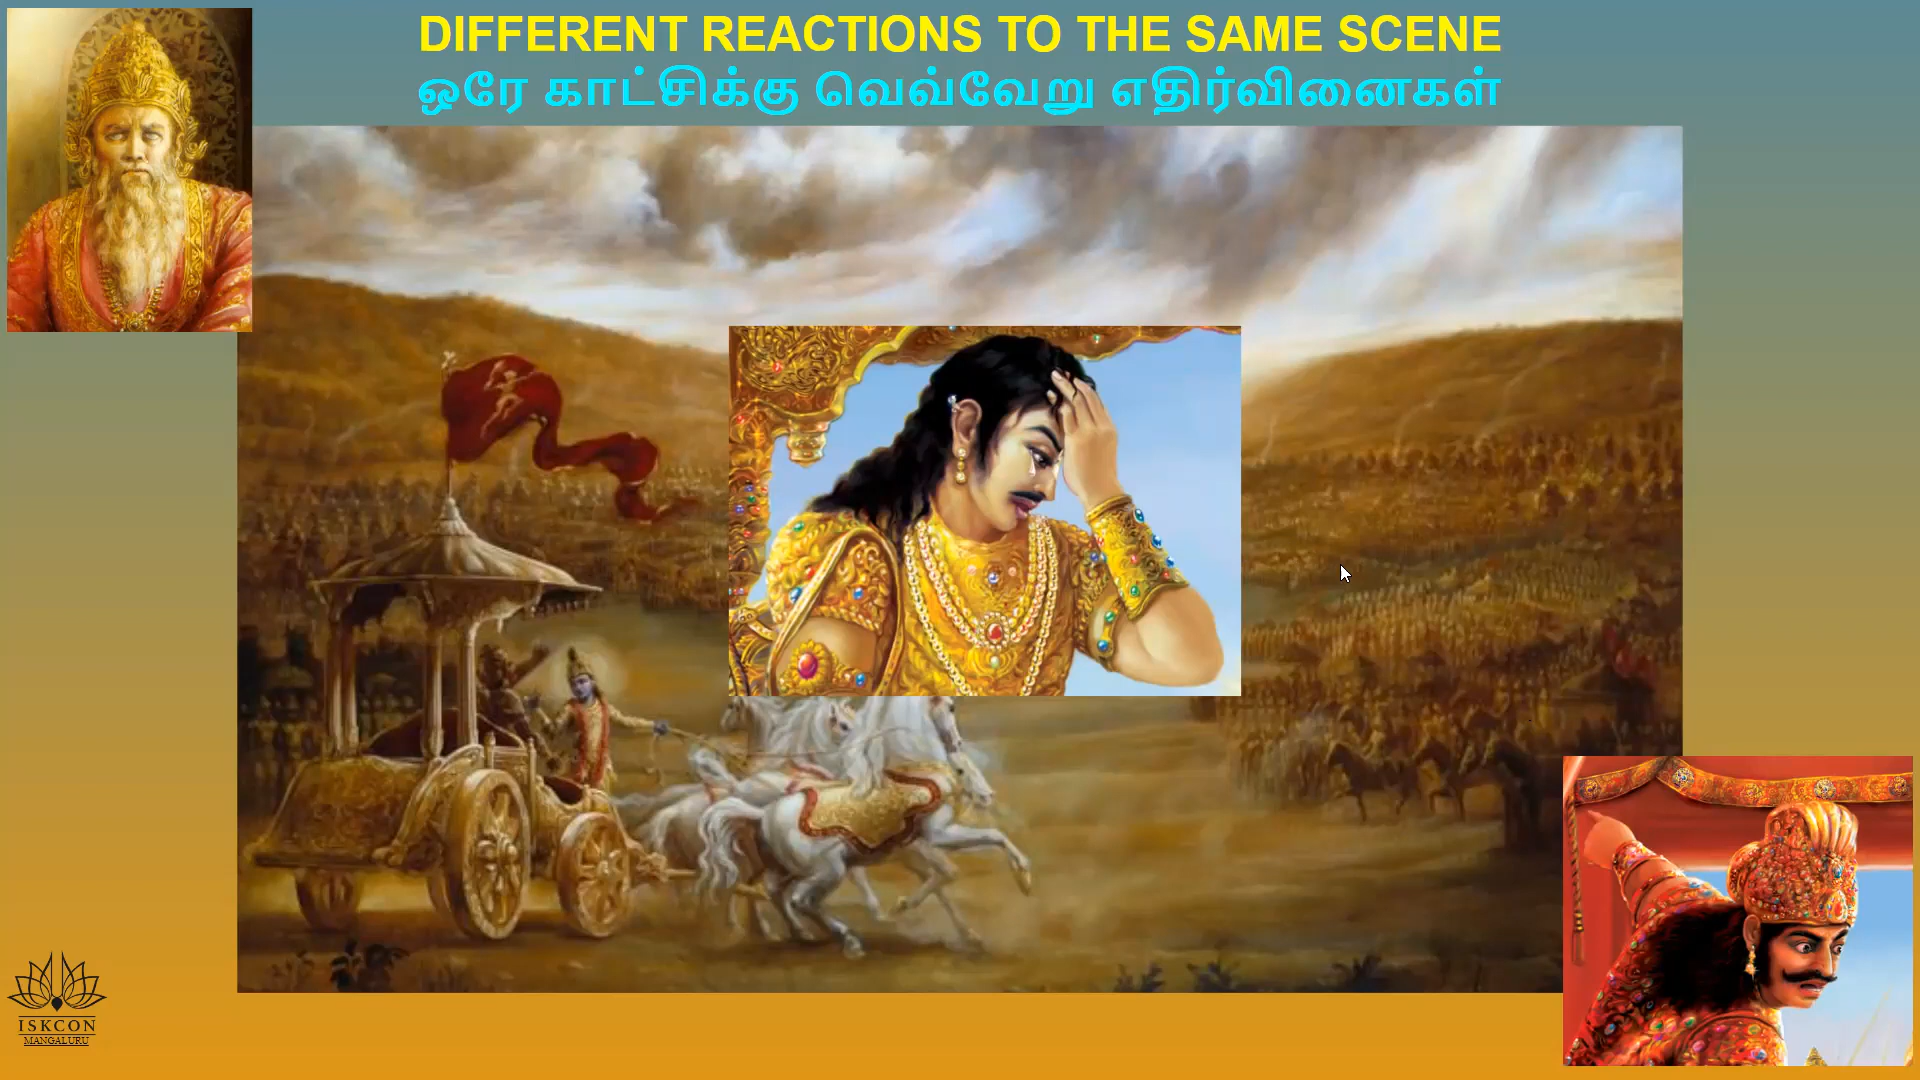 DIFFERENT REACTIONS TO THE SAME SCENE
ஒரே காட்சிக்கு வெவ்வேறு எதிர்வினைகள்
ISKCON
MANGALURU